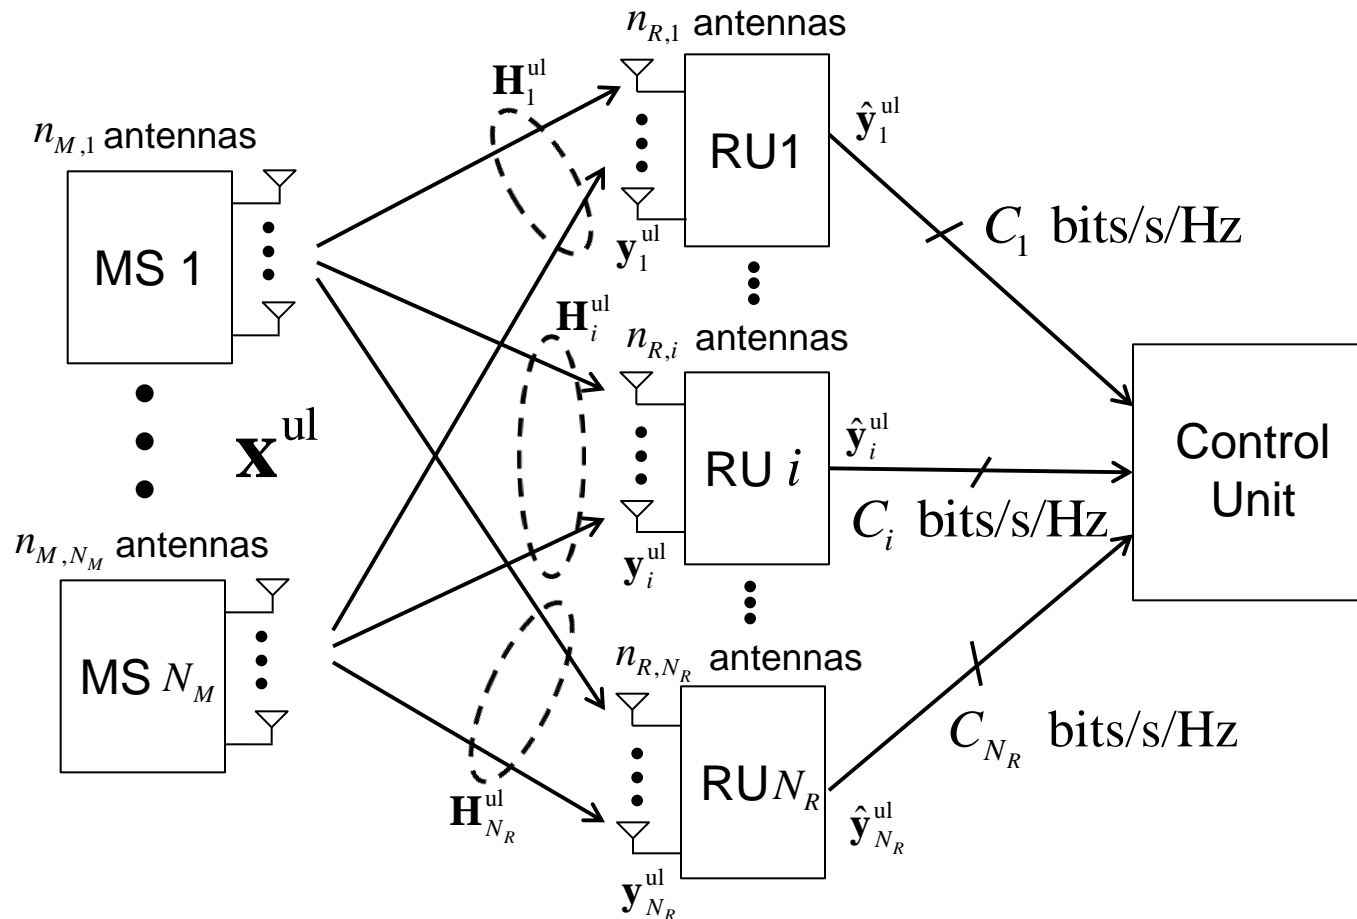 n_{R,1} antennas
H_1^{ul}
n_{M,1} antennas
MS 1
RU1
ŷ_1^{ul}
y_1^{ul}
C_1 bits/s/Hz
H_i^{ul}
n_{R,i} antennas
x^{ul}
RU i
ŷ_i^{ul}
Control
Unit
C_i bits/s/Hz
y_i^{ul}
n_{M,N_M} antennas
MS N_M
n_{R,N_R} antennas
C_{N_R} bits/s/Hz
RU N_R
H_{N_R}^{ul}
ŷ_{N_R}^{ul}
y_{N_R}^{ul}